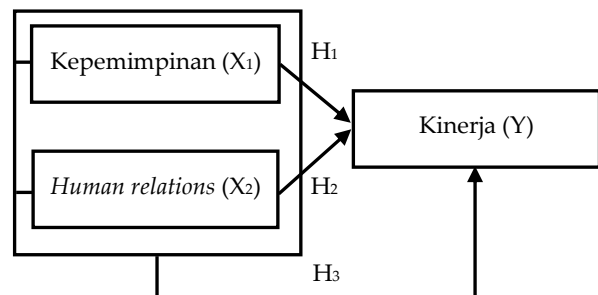 Kepemimpinan (X₁)
H₁
Kinerja (Y)
Human relations (X₂)
H₂
H₃